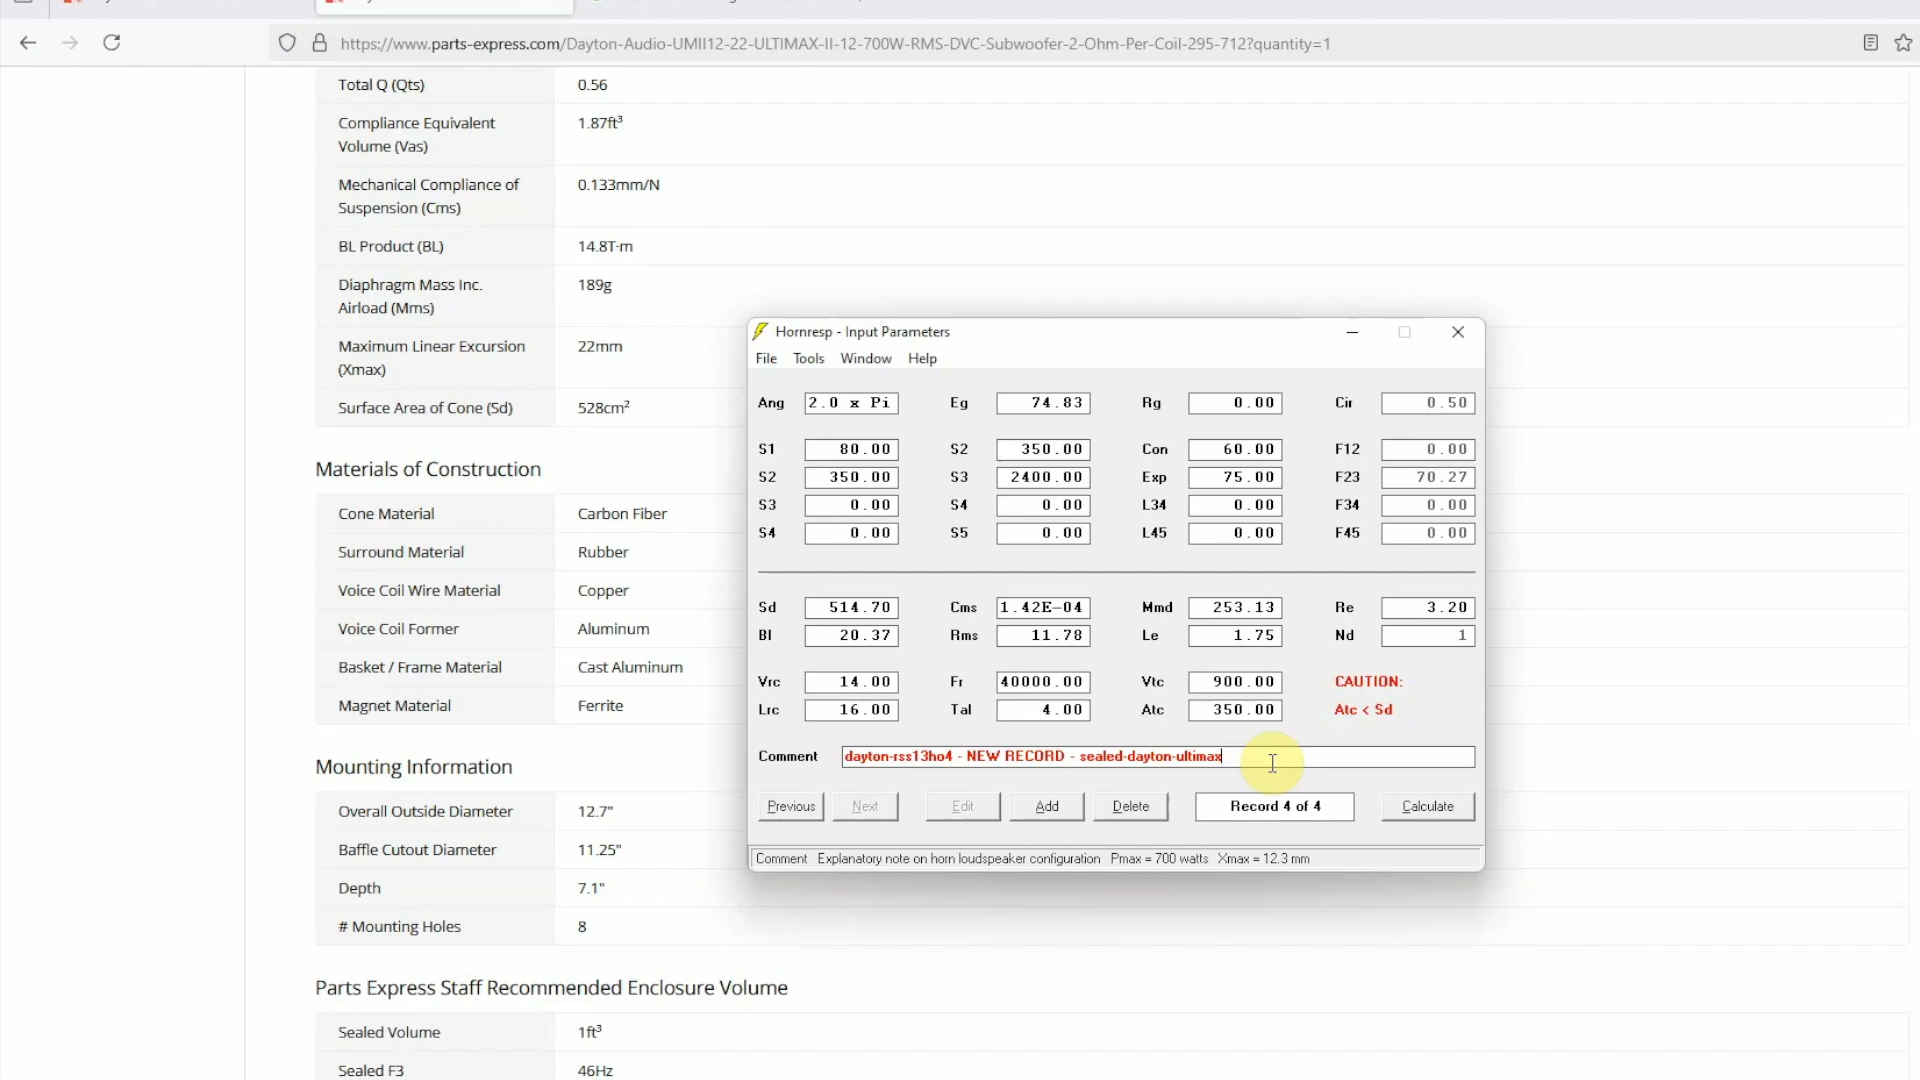 https://www.parts-express.com/Dayton-Audio-UMII12-22-ULTIMAX-II-12-700W-RMS-DVC-Subwoofer-2-Ohm-Per-Coil-295-712?quantity=1
Total Q (Qts) 0.56
Compliance Equivalent 1.87ft³
Volume (Vas)
Mechanical Compliance of 0.133mm/N
Suspension (Cms)
BL Product (BL) 14.8T·m
Diaphragm Mass Inc. 189g
Airload (Mms)
Maximum Linear Excursion 22mm
(Xmax)
Surface Area of Cone (Sd) 528cm²
Materials of Construction
Cone Material Carbon Fiber
Surround Material Rubber
Voice Coil Wire Material Copper
Voice Coil Former Aluminum
Basket / Frame Material Cast Aluminum
Magnet Material Ferrite
Mounting Information
Overall Outside Diameter 12.7"
Baffle Cutout Diameter 11.25"
Depth 7.1"
# Mounting Holes 8
Parts Express Staff Recommended Enclosure Volume
Sealed Volume 1ft³
Sealed F3 46Hz
Hornresp - Input Parameters
File Tools Window Help
Ang 2.0 x Pi Eg 74.83 Rg 0.00 Cir 0.50
S1 80.00 S2 350.00 Con 60.00 F12 0.00
S2 350.00 S3 2400.00 Exp 75.00 F23 70.27
S3 0.00 S4 0.00 L34 0.00 F34 0.00
S4 0.00 S5 0.00 L45 0.00 F45 0.00
Sd 514.70 Cms 1.42E-04 Mmd 253.13 Re 3.20
Bl 20.37 Rms 11.78 Le 1.75 Nd 1
Vrc 14.00 Fr 40000.00 Vtc 900.00 CAUTION:
Lrc 16.00 Tal 4.00 Atc 350.00 Atc < Sd
Comment dayton-rss13ho4 - NEW RECORD - sealed-dayton-ultimax
Previous Next Edit Add Delete Record 4 of 4 Calculate
Comment Explanatory note on horn loudspeaker configuration Pmax = 700 watts Xmax = 12.3 mm